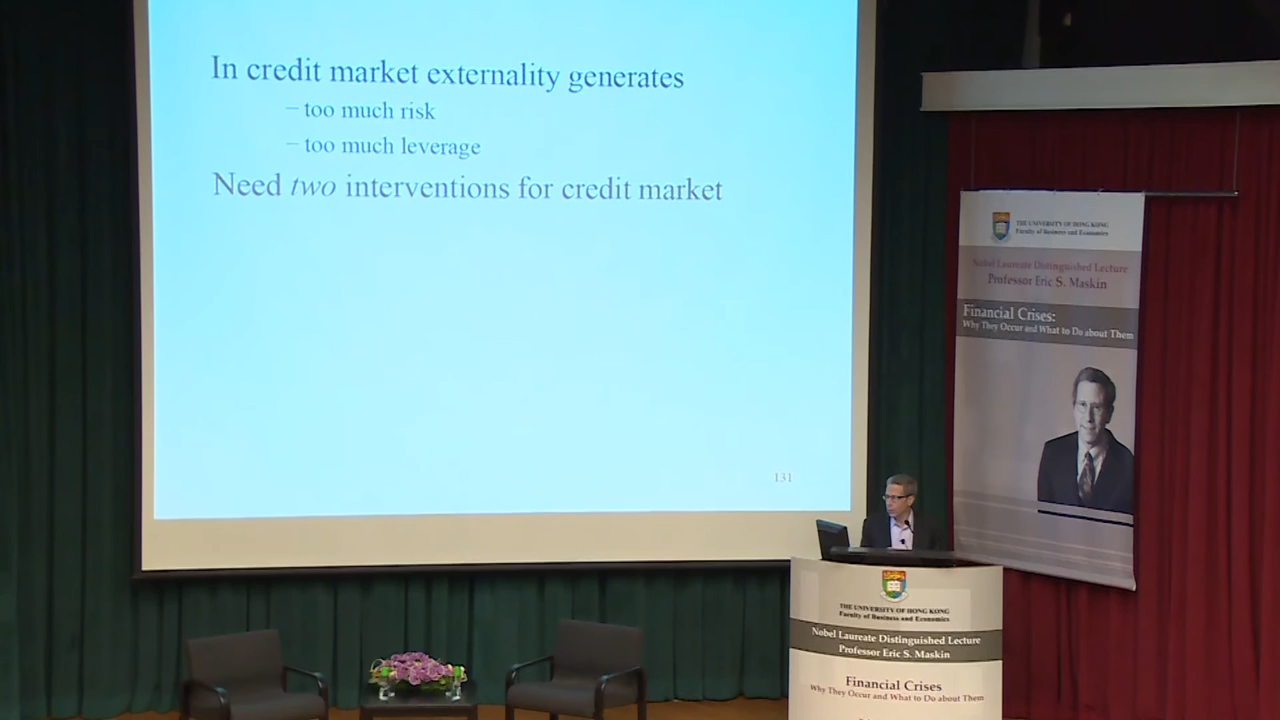 In credit market externality generates
– too much risk
– too much leverage
Need two interventions for credit market
131
THE UNIVERSITY OF HONG KONG
Faculty of Business and Economics
Nobel Laureate Distinguished Lecture
Professor Eric S. Maskin
Financial Crises:
Why They Occur and What to Do about Them
THE UNIVERSITY OF HONG KONG
Faculty of Business and Economics
Nobel Laureate Distinguished Lecture
Professor Eric S. Maskin
Financial Crises
Why They Occur and What to Do about Them